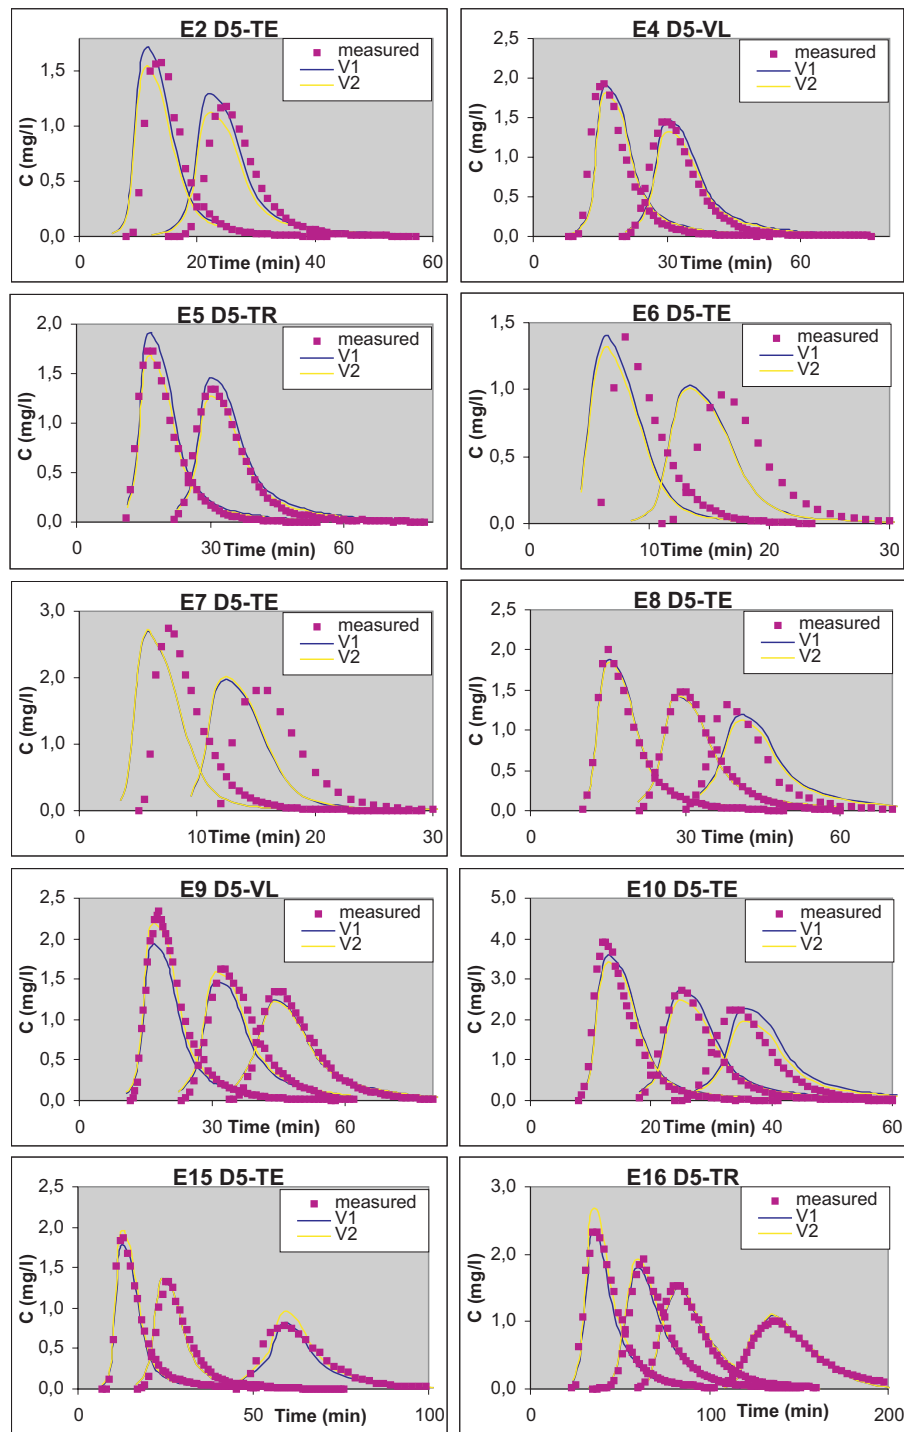 E2 D5-TE
measured
V1
V2
C (mg/l)
1,5
1,0
0,5
0,0
0
20
Time (min)
40
60
E4 D5-VL
measured
V1
V2
C (mg/l)
2,5
2,0
1,5
1,0
0,5
0,0
0
30
Time (min)
60
E5 D5-TR
measured
V1
V2
C (mg/l)
2,0
1,5
1,0
0,5
0,0
0
30
Time (min)
60
E6 D5-TE
measured
V1
V2
C (mg/l)
1,5
1,0
0,5
0,0
0
10
Time (min)
20
30
E7 D5-TE
measured
V1
V2
C (mg/l)
3,0
2,0
1,0
0,0
0
10
Time (min)
20
30
E8 D5-TE
measured
V1
V2
C (mg/l)
2,5
2,0
1,5
1,0
0,5
0,0
0
30
Time (min)
60
E9 D5-VL
measured
V1
V2
C (mg/l)
2,5
2,0
1,5
1,0
0,5
0,0
0
30
Time (min)
60
E10 D5-TE
measured
V1
V2
C (mg/l)
5,0
4,0
3,0
2,0
1,0
0,0
0
20
Time (min)
40
60
E15 D5-TE
measured
V1
V2
C (mg/l)
2,5
2,0
1,5
1,0
0,5
0,0
0
50
Time (min)
100
E16 D5-TR
measured
V1
V2
C (mg/l)
3,0
2,0
1,0
0,0
0
100
Time (min)
200